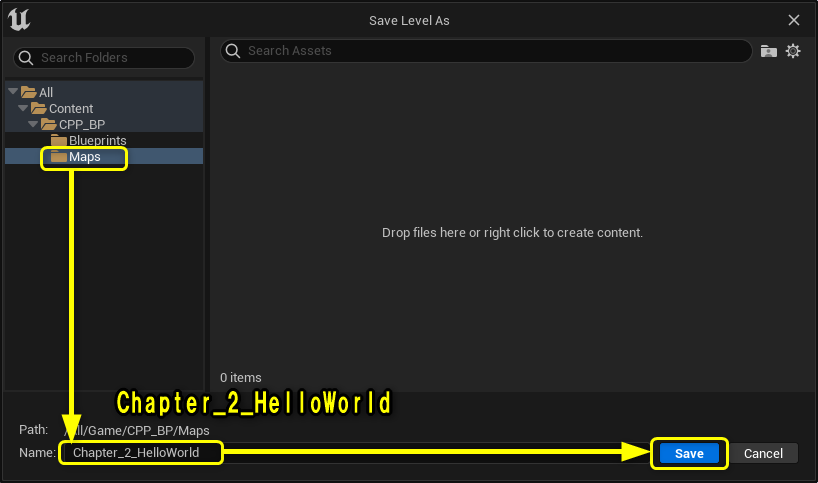 Save Level As
Search Folders
Search Assets
All
Content
CPP_BP
Blueprints
Maps
Drop files here or right click to create content.
0 items
Chapter_2_HelloWorld
Path: /All/Game/CPP_BP/Maps
Name: Chapter_2_HelloWorld Save Cancel